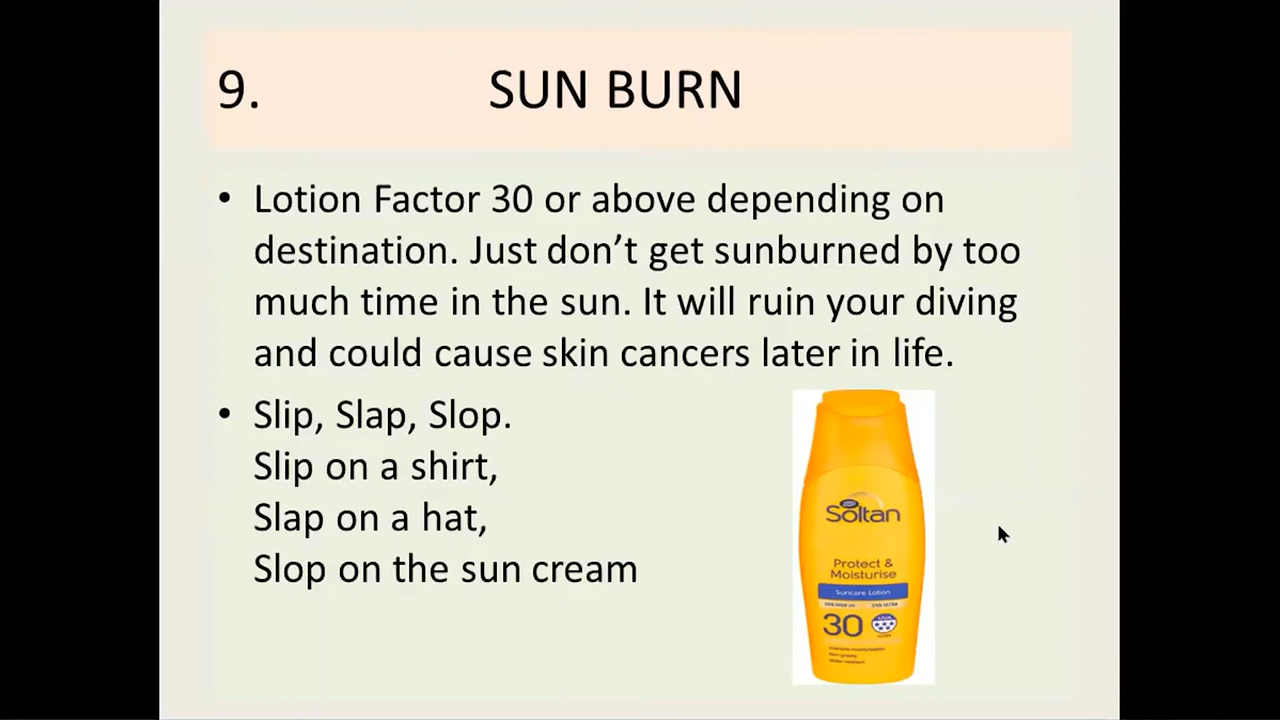 9. SUN BURN
• Lotion Factor 30 or above depending on
destination. Just don’t get sunburned by too
much time in the sun. It will ruin your diving
and could cause skin cancers later in life.
• Slip, Slap, Slop.
Slip on a shirt,
Slap on a hat,
Slop on the sun cream
Soltan
Protect &
Moisturise
Suncare Lotion
30